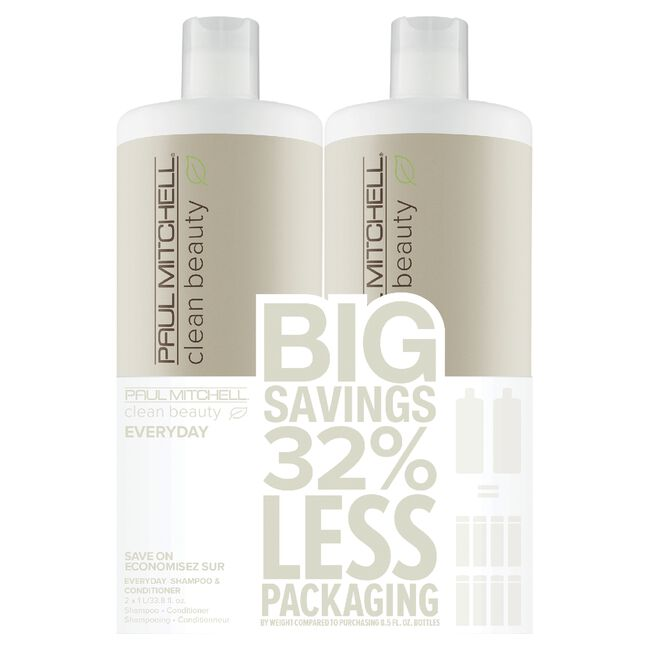 PAUL MITCHELL®
clean beauty
PAUL MITCHELL®
clean beauty
PAUL MITCHELL®
clean beauty
EVERYDAY
SAVE ON
ECONOMISEZ SUR
EVERYDAY SHAMPOO &
CONDITIONER
2 x 1 L/33.8 fl. oz.
Shampoo • Conditioner
Shampooing • Conditionneur
BIG
SAVINGS
32%
LESS
PACKAGING
BY WEIGHT COMPARED TO PURCHASING 8.5 FL. OZ. BOTTLES
=